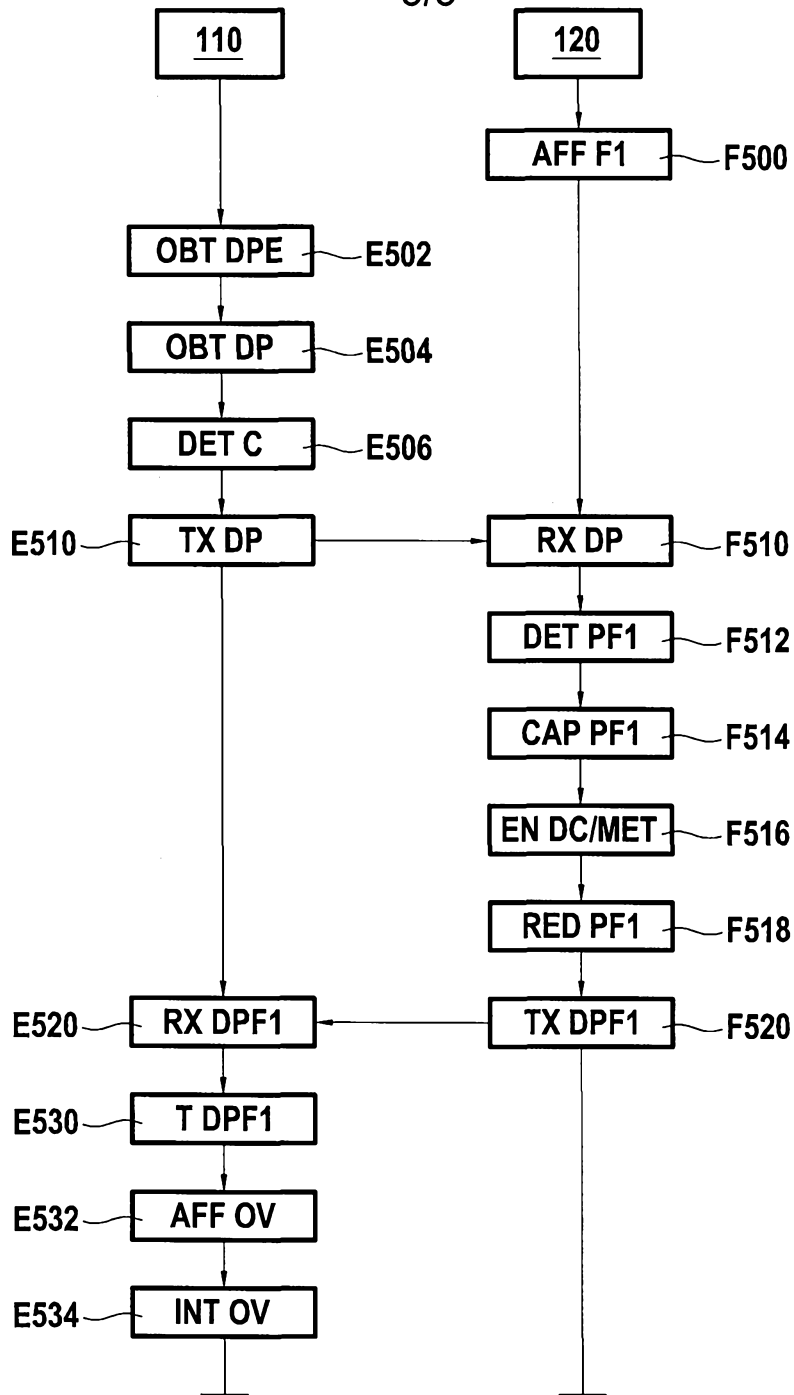 110 120
AFF F1 F500
OBT DPE E502
OBT DP E504
DET C E506
E510 TX DP RX DP F510
DET PF1 F512
CAP PF1 F514
EN DC/MET F516
RED PF1 F518
E520 RX DPF1 TX DPF1 F520
E530 T DPF1
E532 AFF OV
E534 INT OV